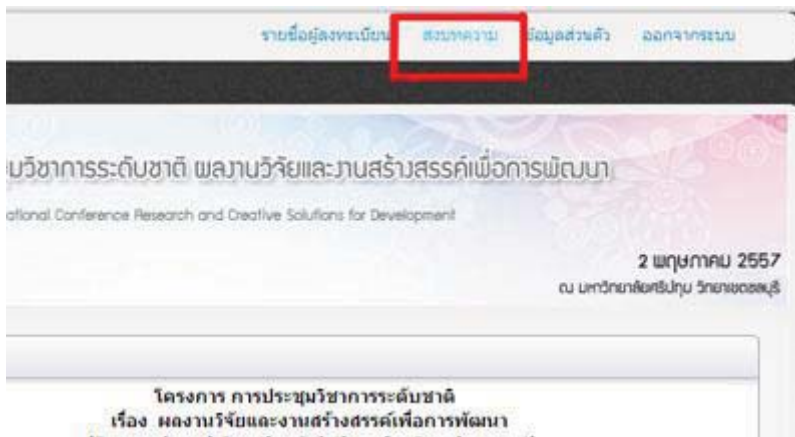 รายชื่อผู้ลงทะเบียน ส่งบทความ ข้อมูลส่วนตัว ออกจากระบบ
มวิชาการระดับชาติ ผลงานวิจัยและงานสร้างสรรค์เพื่อการพัฒนา
ational Conference Research and Creative Solutions for Development
2 พฤษภาคม 2557
ณ มหาวิทยาลัยศรีปทุม วิทยาเขตชลบุรี
โครงการ การประชุมวิชาการระดับชาติ
เรื่อง ผลงานวิจัยและงานสร้างสรรค์เพื่อการพัฒนา